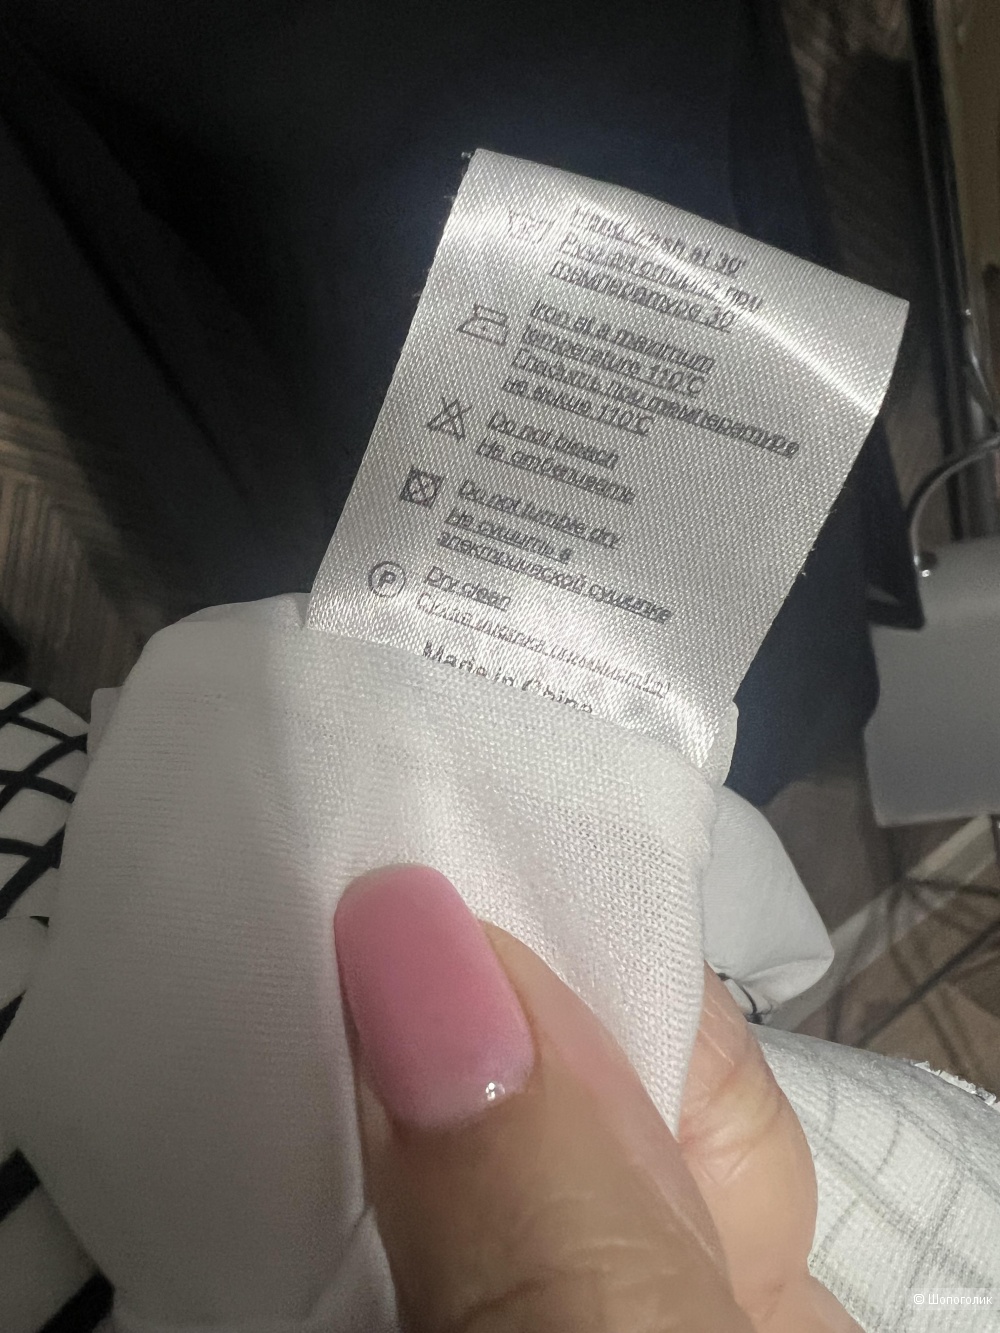 Hand wash at 30°
Ручная стирка при
температуре 30°
Iron at a maximum
temperature 110°C
Гладить при температуре
не выше 110°C
Do not bleach
Не отбеливать
Do not tumble dry
Не сушить в
электрической сушилке
P
Dry clean
Сухая
Made in China
© Шопоголик